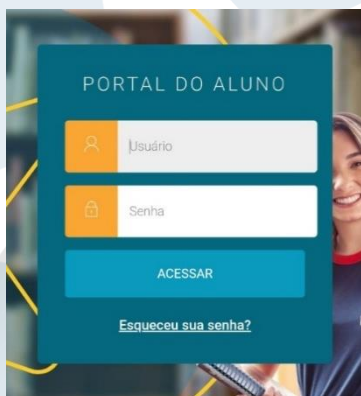 PORTAL DO ALUNO
Usuário
Senha
ACESSAR
Esqueceu sua senha?